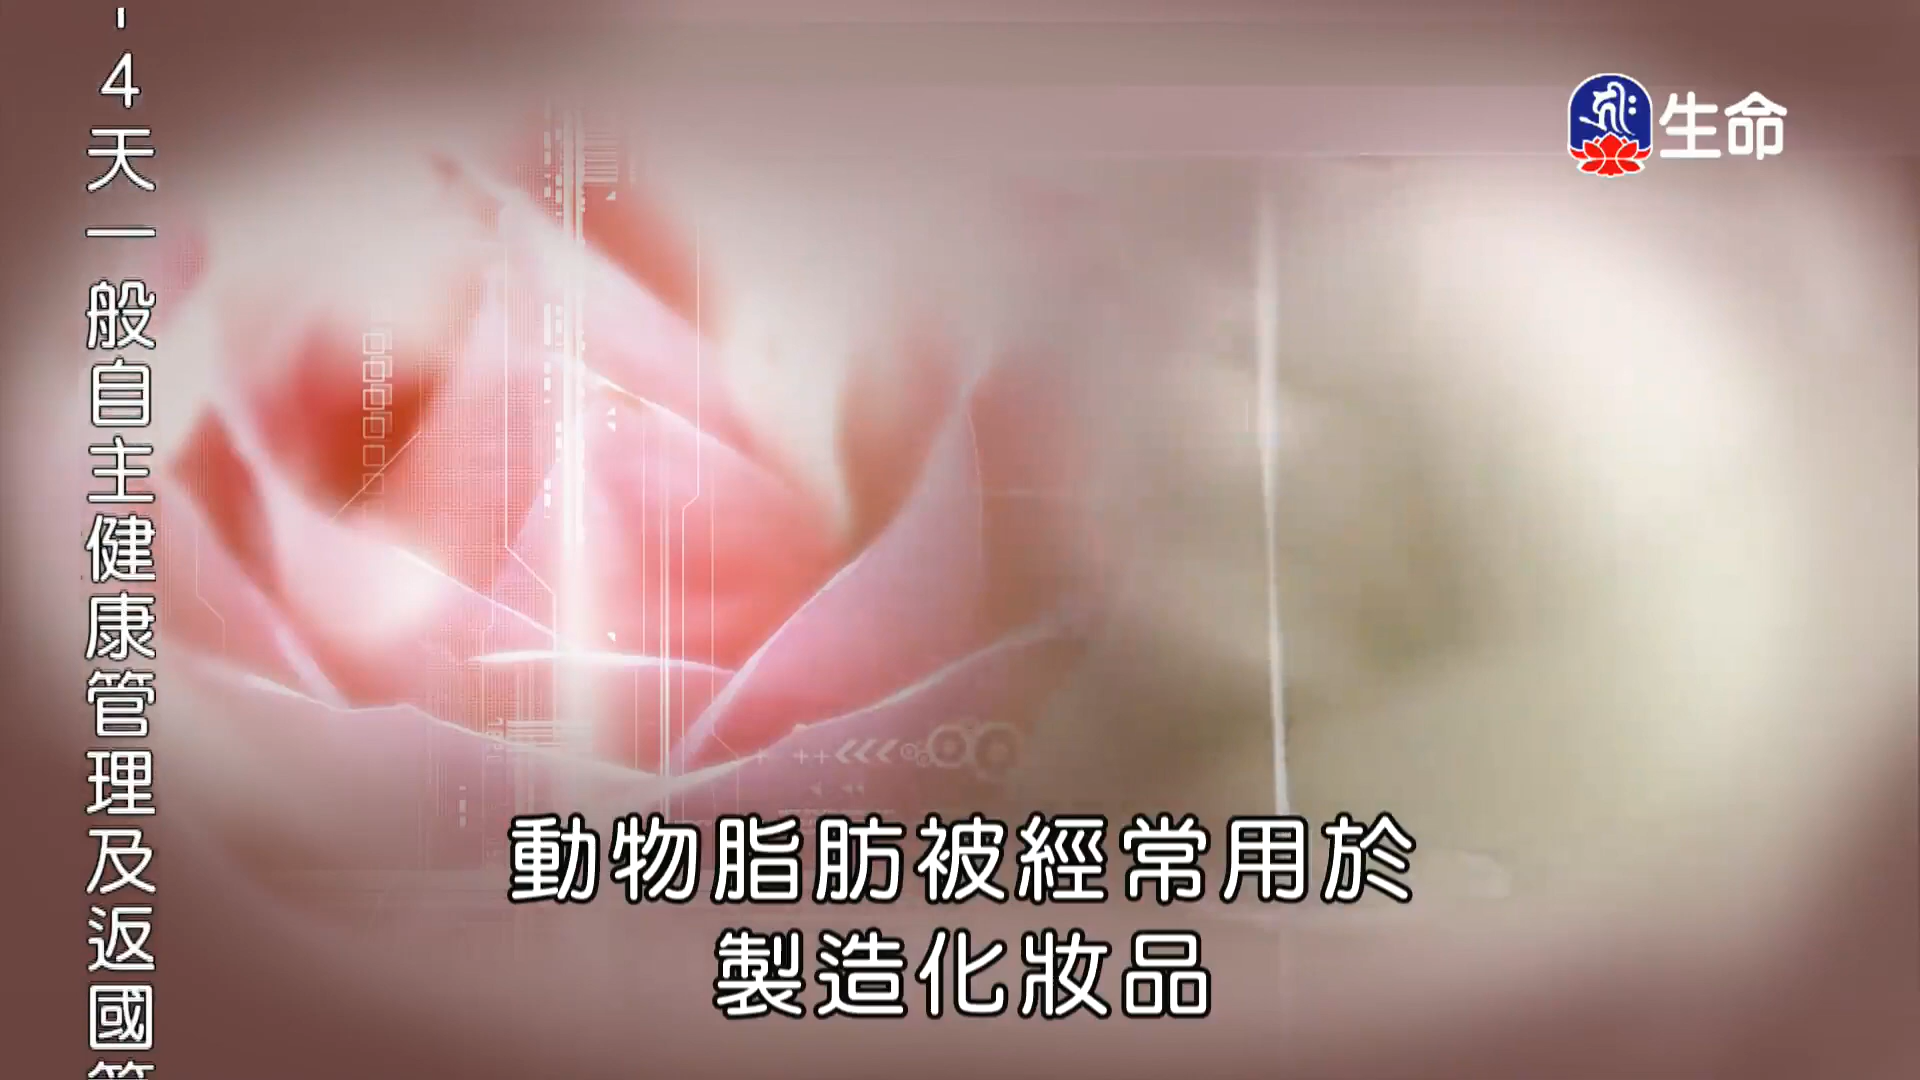 4天一般自主健康管理及返國
生命
動物脂肪被經常用於
製造化妝品